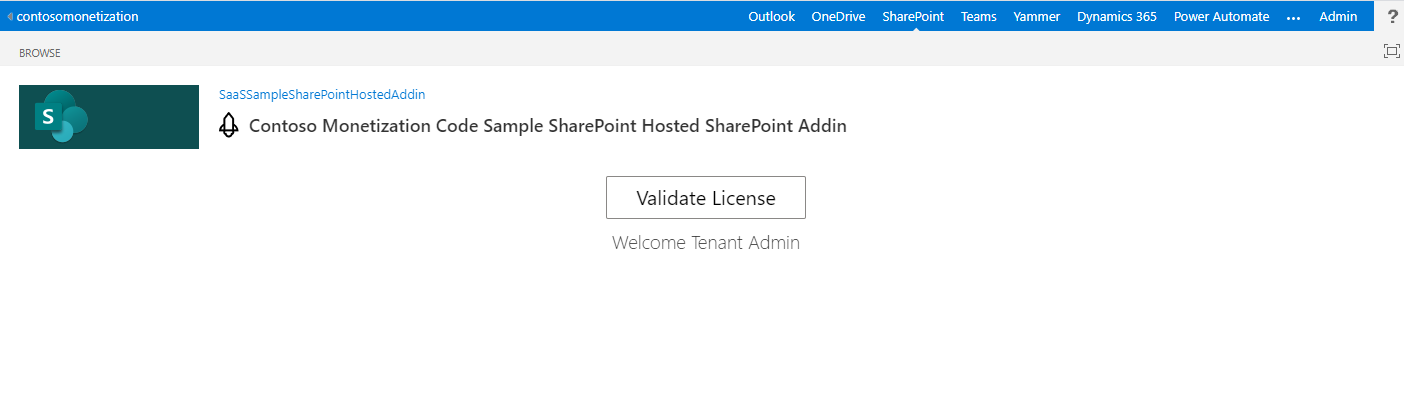 contosomonetization Outlook OneDrive SharePoint Teams Yammer Dynamics 365 Power Automate ... Admin ?
BROWSE
S
SaaSSampleSharePointHostedAddin
Contoso Monetization Code Sample SharePoint Hosted SharePoint Addin
Validate License
Welcome Tenant Admin